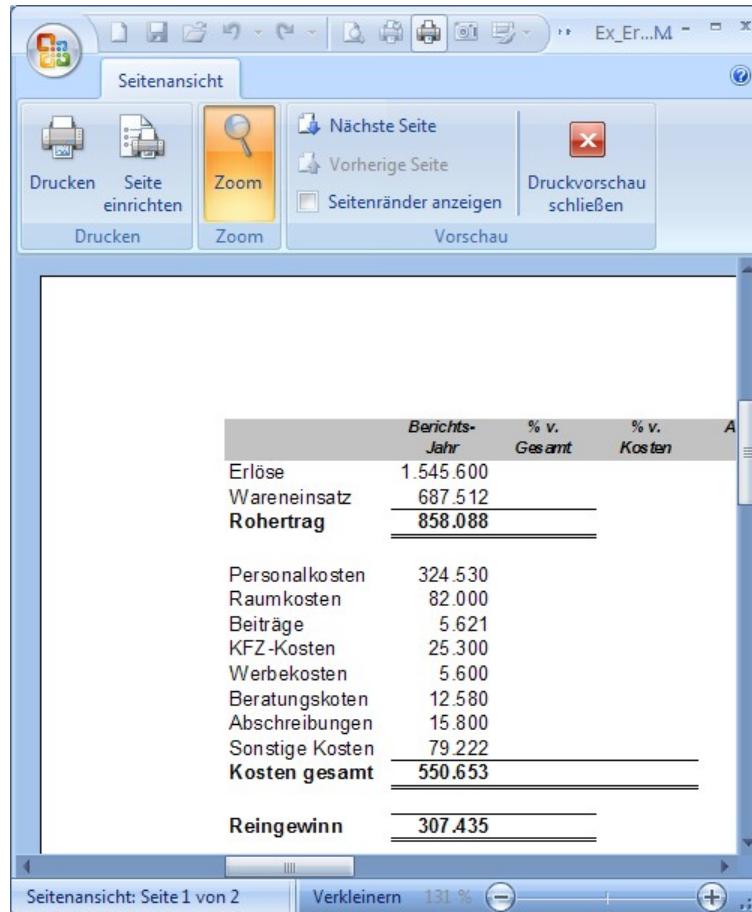 Ex_Er...M
Seitenansicht
Drucken
Seite einrichten
Drucken
Zoom
Zoom
Nächste Seite
Vorherige Seite
Seitenränder anzeigen
Druckvorschau
schließen
Vorschau
Berichts- % v. % v. A
Jahr Gesamt Kosten
Erlöse 1.545.600
Wareneinsatz 687.512
Rohertrag 858.088
Personalkosten 324.530
Raumkosten 82.000
Beiträge 5.621
KFZ-Kosten 25.300
Werbekosten 5.600
Beratungskoten 12.580
Abschreibungen 15.800
Sonstige Kosten 79.222
Kosten gesamt 550.653
Reingewinn 307.435
Seitenansicht: Seite 1 von 2 Verkleinern 131 %